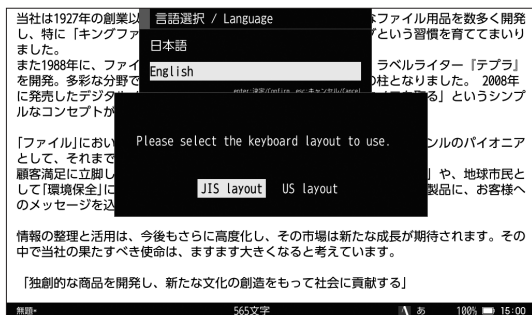 当社は1927年の創業以
なファイル用品を数多く開発
し、特に「キングファ
グという習慣を育ててまいり
ました。
また1988年に、ファイ
ラベルライター『テプラ』
を開発。多彩な分野で
の柱となりました。 2008年
に発売したデジタル
る」というシンプ
ルなコンセプトが
言語選択 / Language
日本語
English
enter:決定/Confirm esc:キャンセル/Cancel
Please select the keyboard layout to use.
JIS layout US layout
「ファイル」におい
ンルのパイオニア
として、それまで
顧客満足に立脚し
」や、地球市民と
して「環境保全」に
製品に、お客様へ
のメッセージを込
情報の整理と活用は、今後もさらに高度化し、その市場は新たな成長が期待されます。その
中で当社の果たすべき使命は、ますます大きくなると考えています。
「独創的な商品を開発し、新たな文化の創造をもって社会に貢献する」
無題* 565文字 A あ 100% 15:00